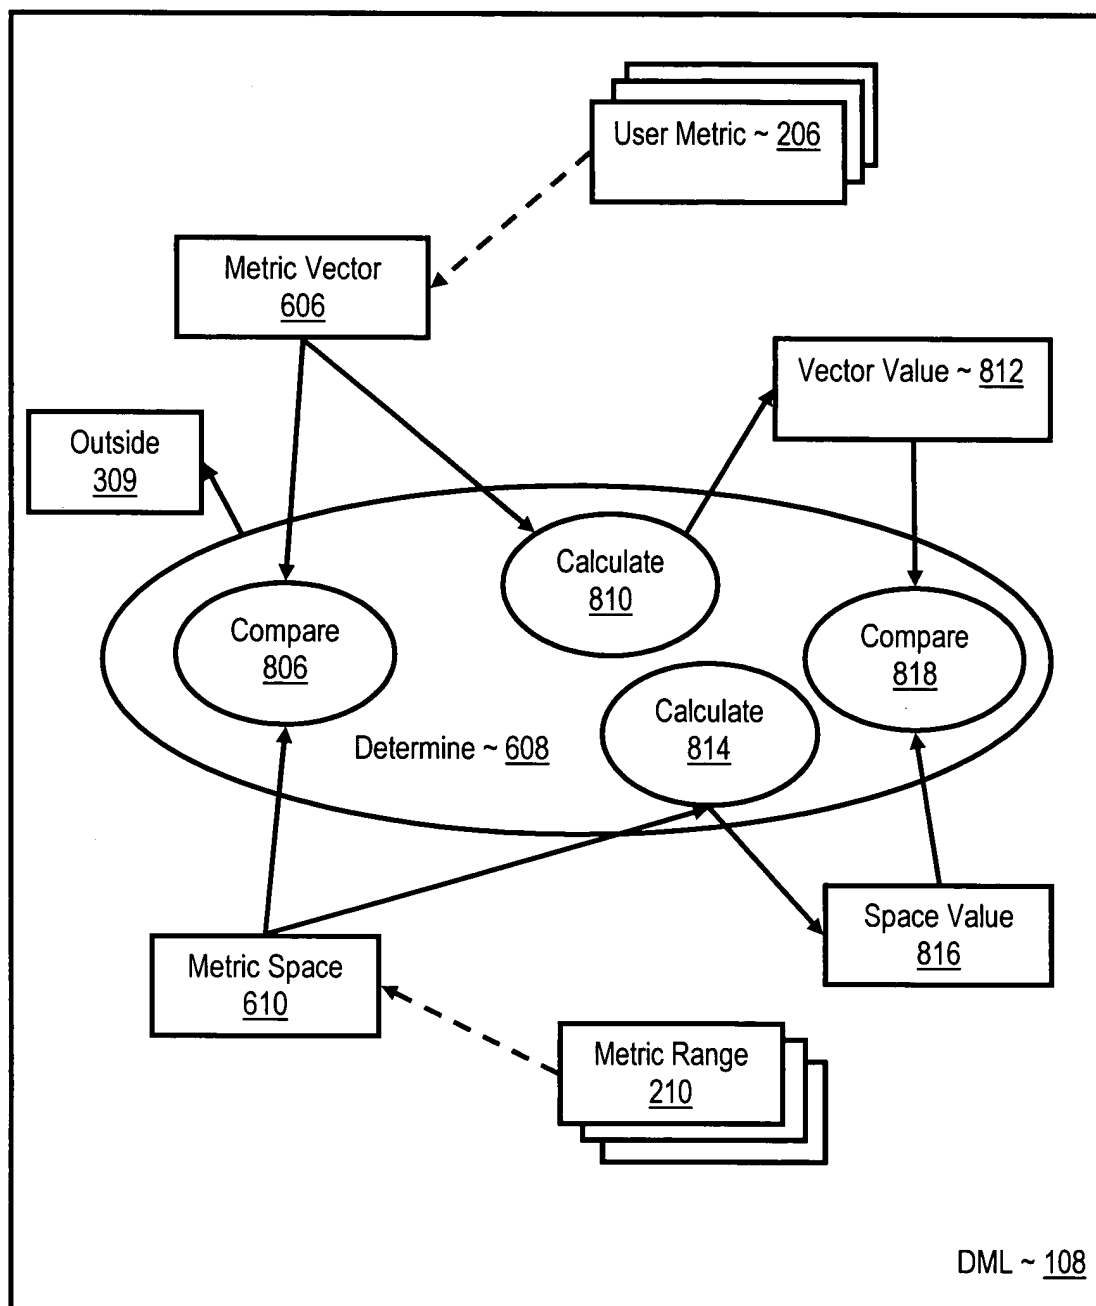 User Metric ~ 206
Metric Vector
606
Vector Value ~ 812
Outside
309
Calculate
810
Compare
806
Compare
818
Calculate
814
Determine ~ 608
Space Value
816
Metric Space
610
Metric Range
210
DML ~ 108